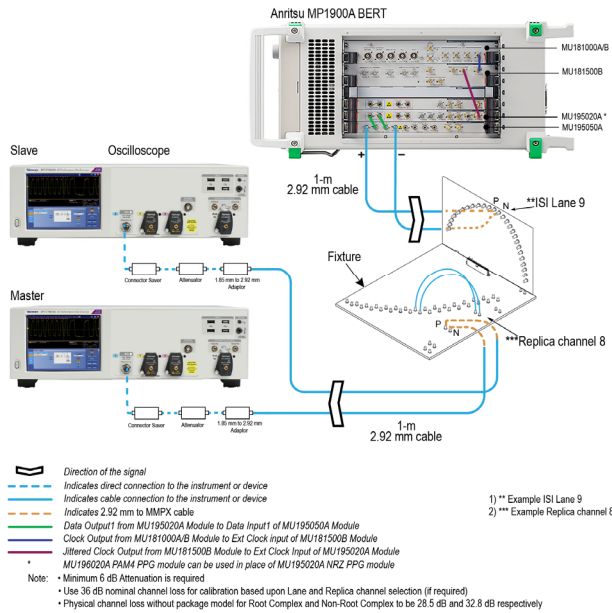 Anritsu MP1900A BERT
MU181000A/B
MU181500B
MU195020A *
MU195050A
Slave
Oscilloscope
+ −
1-m
2.92 mm cable
P
N
**ISI Lane 9
Fixture
Connector Saver
Attenuator
1.85 mm to 2.92 mm
Adaptor
Master
P
N
***Replica channel 8
Connector Saver
Attenuator
1.85 mm to 2.92 mm
Adaptor
1-m
2.92 mm cable
Direction of the signal
Indicates direct connection to the instrument or device
Indicates cable connection to the instrument or device
Indicates 2.92 mm to MMPX cable
Data Output1 from MU195020A Module to Data Input1 of MU195050A Module
Clock Output from MU181000A/B Module to Ext Clock input of MU181500B Module
Jittered Clock Output from MU181500B Module to Ext Clock Input of MU195020A Module
* MU196020A PAM4 PPG module can be used in place of MU195020A NRZ PPG module
1) ** Example ISI Lane 9
2) *** Example Replica channel 8
Note: • Minimum 6 dB Attenuation is required
• Use 36 dB nominal channel loss for calibration based upon Lane and Replica channel selection (if required)
• Physical channel loss without package model for Root Complex and Non-Root Complex to be 28.5 dB and 32.8 dB respectively